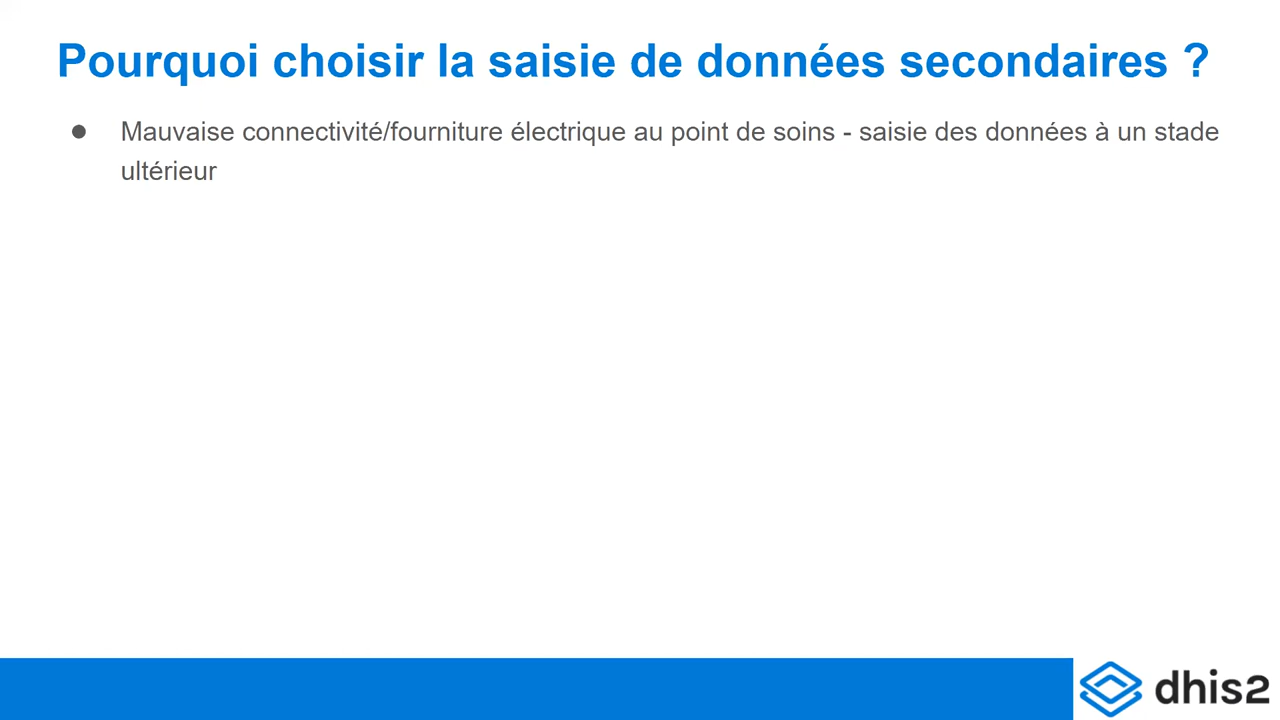 Pourquoi choisir la saisie de données secondaires ?
● Mauvaise connectivité/fourniture électrique au point de soins - saisie des données à un stade
ultérieur
dhis2